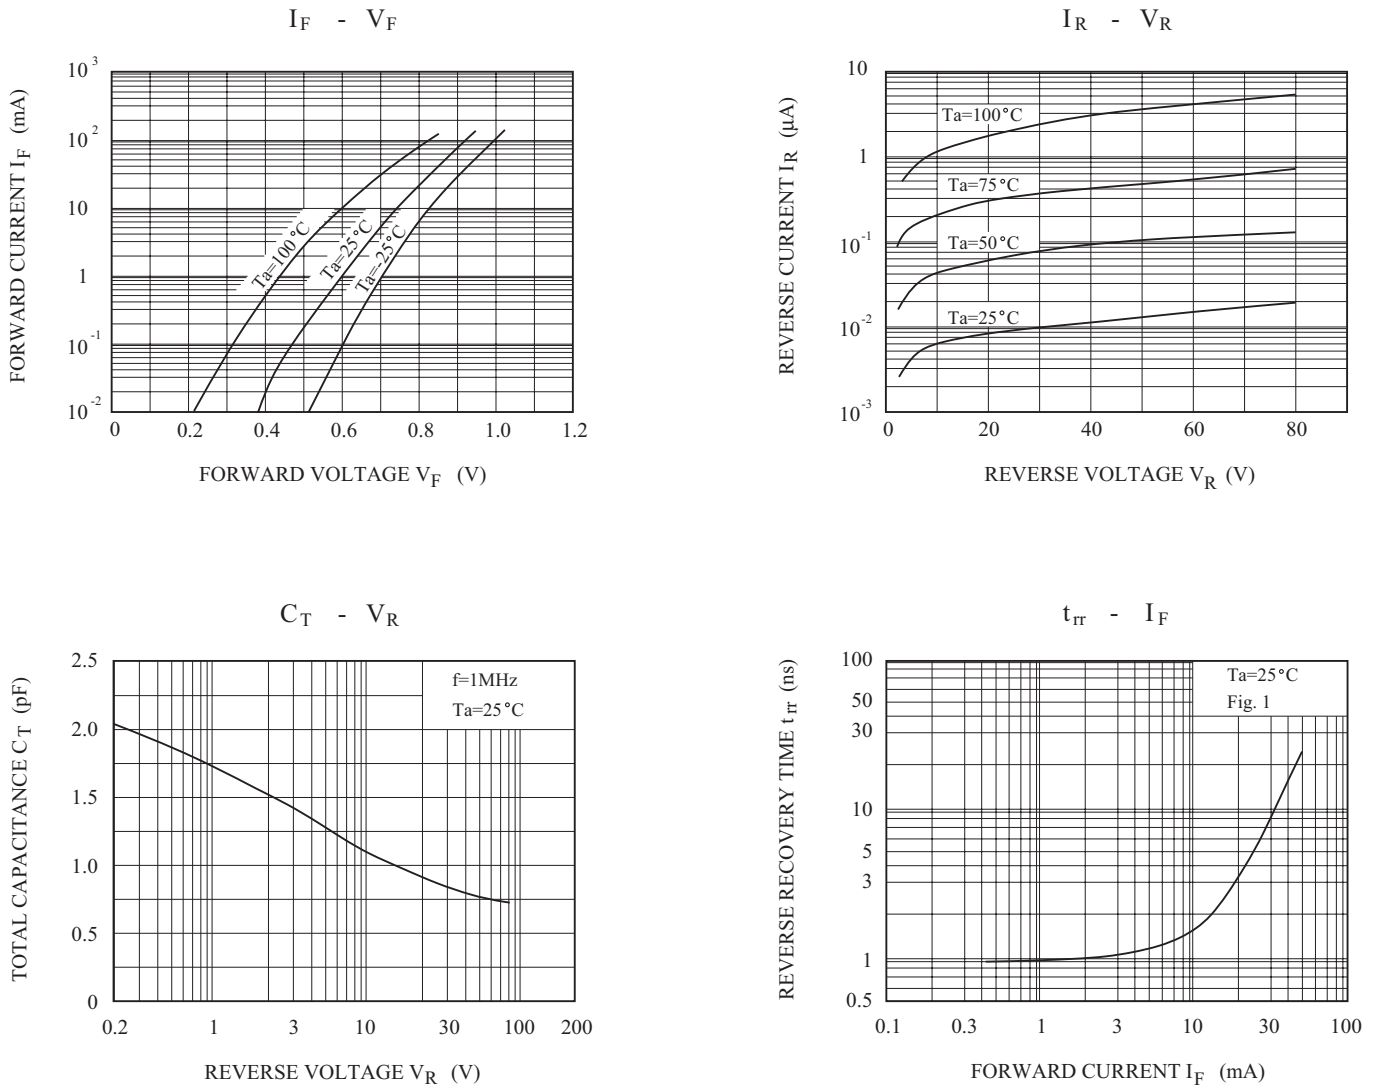 I F - V F
10 3
10 2
10
1
10 -1
10 -2
0 0.2 0.4 0.6 0.8 1.0 1.2
FORWARD CURRENT I F (mA)
FORWARD VOLTAGE V F (V)
Ta=100°C
Ta=25°C
Ta=-25°C
I R - V R
10
1
10 -1
10 -2
10 -3
0 20 40 60 80
REVERSE CURRENT I R (µA)
REVERSE VOLTAGE V R (V)
Ta=100°C
Ta=75°C
Ta=50°C
Ta=25°C
C T - V R
2.5
2.0
1.5
1.0
0.5
0
0.2 1 3 10 30 100 200
TOTAL CAPACITANCE C T (pF)
REVERSE VOLTAGE V R (V)
f=1MHz
Ta=25°C
t rr - I F
100
50
30
10
5
3
1
0.5
0.1 0.3 1 3 10 30 100
REVERSE RECOVERY TIME t rr (ns)
FORWARD CURRENT I F (mA)
Ta=25°C
Fig. 1